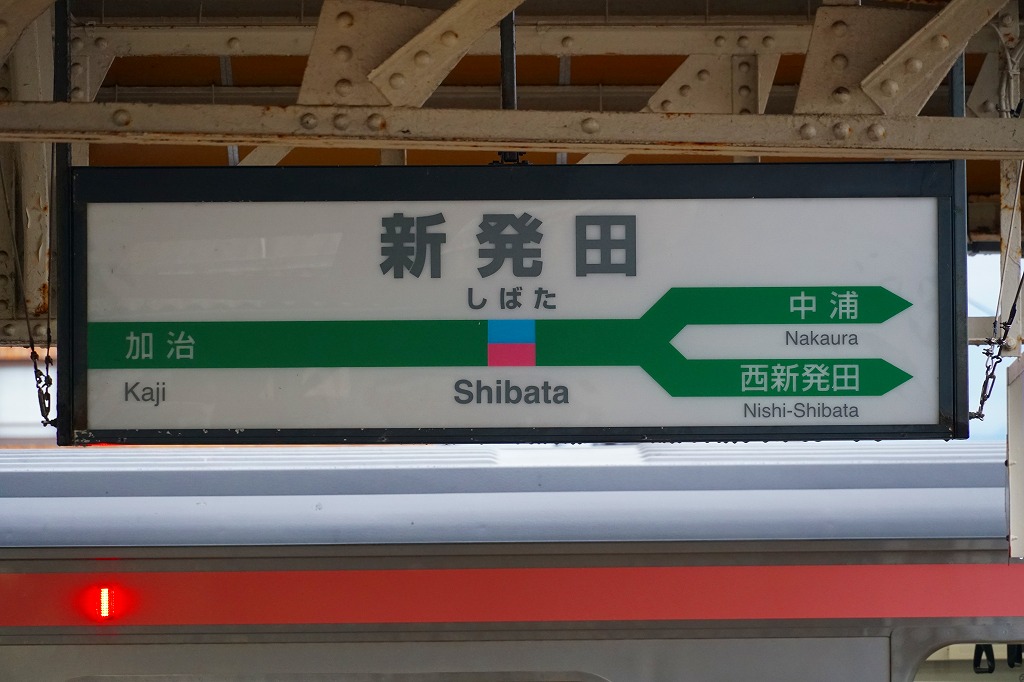 新発田
しばた
加治
Kaji
Shibata
中浦
Nakaura
西新発田
Nishi-Shibata